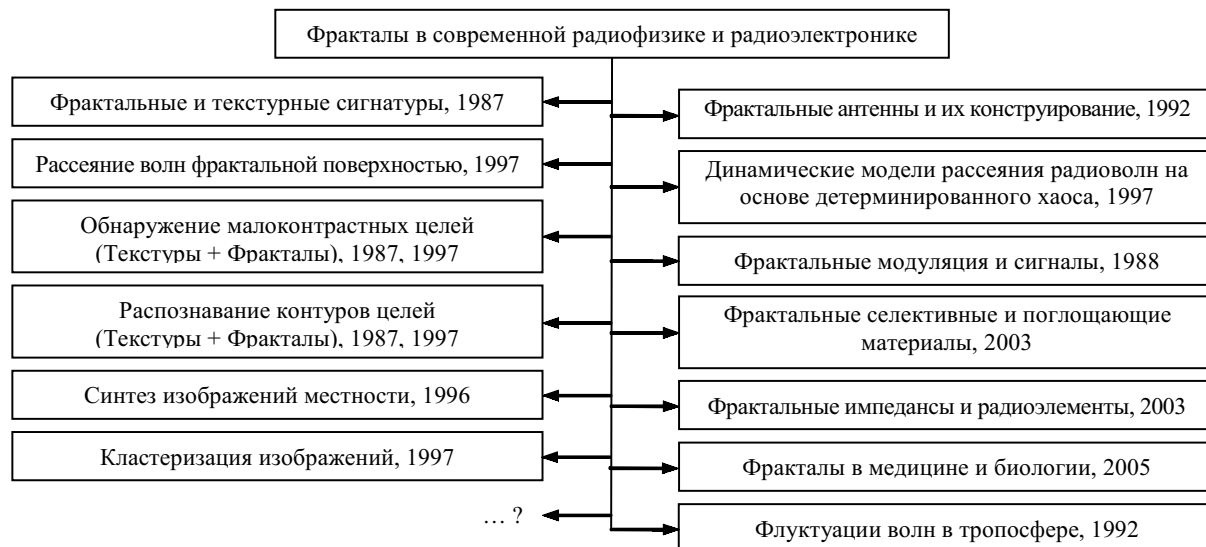 Фракталы в современной радиофизике и радиоэлектронике
Фрактальные и текстурные сигнатуры, 1987
Рассеяние волн фрактальной поверхностью, 1997
Обнаружение малоконтрастных целей
(Текстуры + Фракталы), 1987, 1997
Распознавание контуров целей
(Текстуры + Фракталы), 1987, 1997
Синтез изображений местности, 1996
Кластеризация изображений, 1997
… ?
Фрактальные антенны и их конструирование, 1992
Динамические модели рассеяния радиоволн на
основе детерминированного хаоса, 1997
Фрактальные модуляция и сигналы, 1988
Фрактальные селективные и поглощающие
материалы, 2003
Фрактальные импедансы и радиоэлементы, 2003
Фракталы в медицине и биологии, 2005
Флуктуации волн в тропосфере, 1992